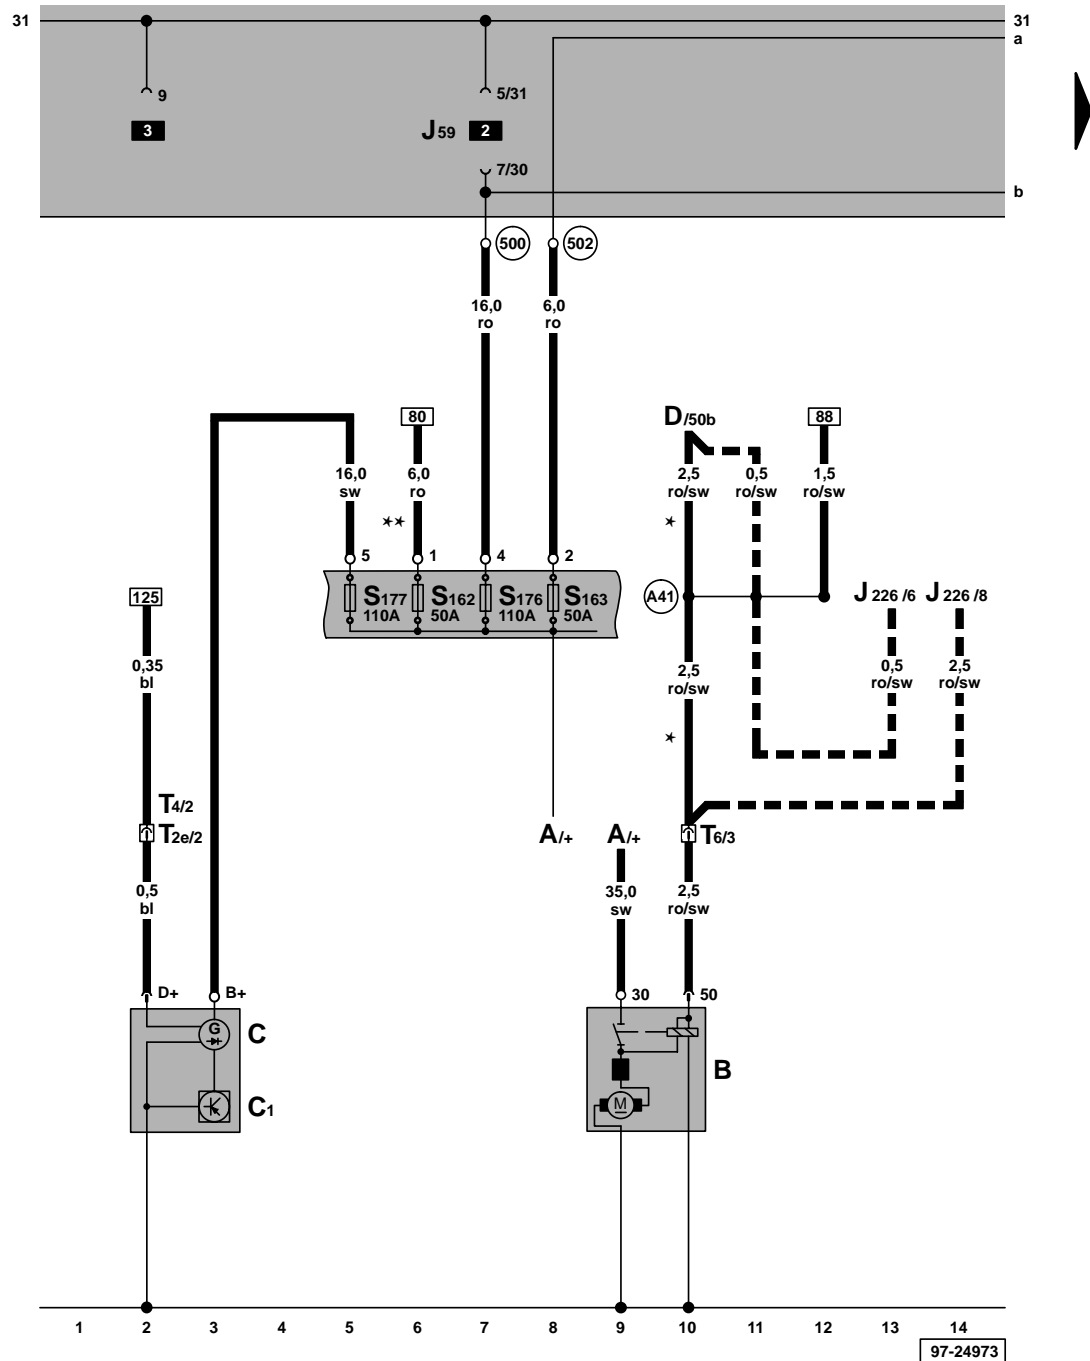 31 31
a
9 5/31
3 J59 2
7/30
b
500 502
16,0 6,0
ro ro
80 D/50b 88
16,0 6,0 2,5 0,5 1,5
sw ro ro/sw ro/sw ro/sw
** *
5 1 4 2
125 S177 S162 S176 S163 A41 J226/6 J226/8
110A 50A 110A 50A
0,35 2,5 0,5 2,5
bl ro/sw ro/sw ro/sw
*
T4/2
T2e/2 A/+ A/+ T6/3
0,5 35,0 2,5
bl sw ro/sw
D+ B+ 30 50
G C
B
C1 M
1 2 3 4 5 6 7 8 9 10 11 12 13 14
97-24973